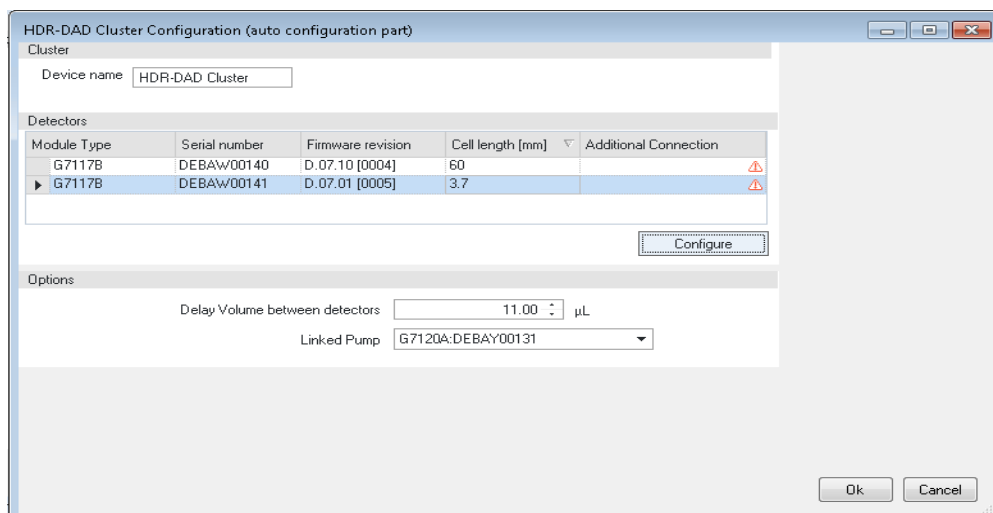 HDR-DAD Cluster Configuration (auto configuration part)
Cluster
Device name HDR-DAD Cluster
Detectors
Module Type Serial number Firmware revision Cell length [mm] Additional Connection
G7117B DEBAW00140 D.07.10 [0004] 60
G7117B DEBAW00141 D.07.01 [0005] 3.7
Configure
Options
Delay Volume between detectors 11.00 µL
Linked Pump G7120A:DEBAY00131
Ok Cancel